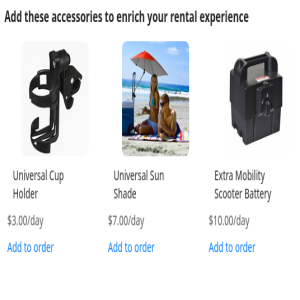 Add these accessories to enrich your rental experience
Universal Cup
Holder
$3.00/day
Add to order
Universal Sun
Shade
$7.00/day
Add to order
Extra Mobility
Scooter Battery
$10.00/day
Add to order